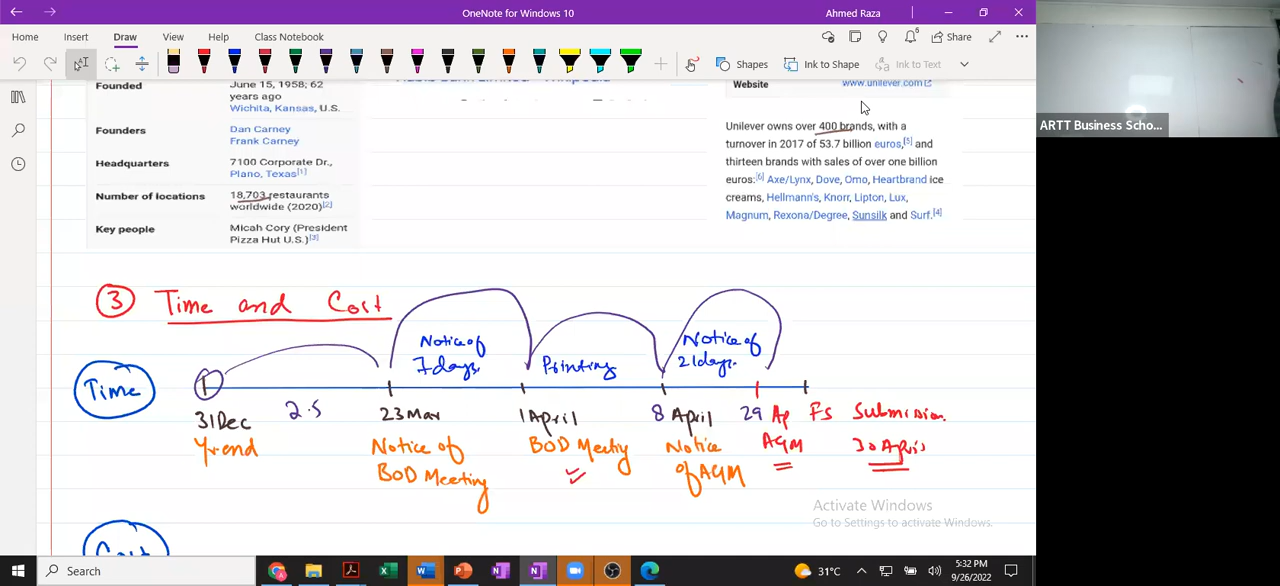 OneNote for Windows 10
Ahmed Raza
Home Insert Draw View Help Class Notebook
Share
Shapes Ink to Shape Ink to Text
ARTT Business Scho...
Founded June 15, 1958; 62
years ago
Wichita, Kansas, U.S.
Founders Dan Carney
Frank Carney
Headquarters 7100 Corporate Dr.,
Plano, Texas[1]
Number of locations 18,703 restaurants
worldwide (2020)[2]
Key people Micah Cory (President
Pizza Hut U.S.)[3]
Website www.unilever.com
Unilever owns over 400 brands, with a
turnover in 2017 of 53.7 billion euros,[5] and
thirteen brands with sales of over one billion
euros:[6] Axe/Lynx, Dove, Omo, Heartbrand ice
creams, Hellmann's, Knorr, Lipton, Lux,
Magnum, Rexona/Degree, Sunsilk and Surf.[4]
3 Time and Cost
Notice of
7 days.
Printing
Notice of
21 days.
Time
31 Dec 2.5 23 Mar 1 April 8 April 29 Ap FS Submission.
Yr end Notice of BOD Meeting Notice AGM 30 April
BOD Meeting of AGM
Cost
Activate Windows
Go to Settings to activate Windows.
Search
31°C
5:32 PM
9/26/2022